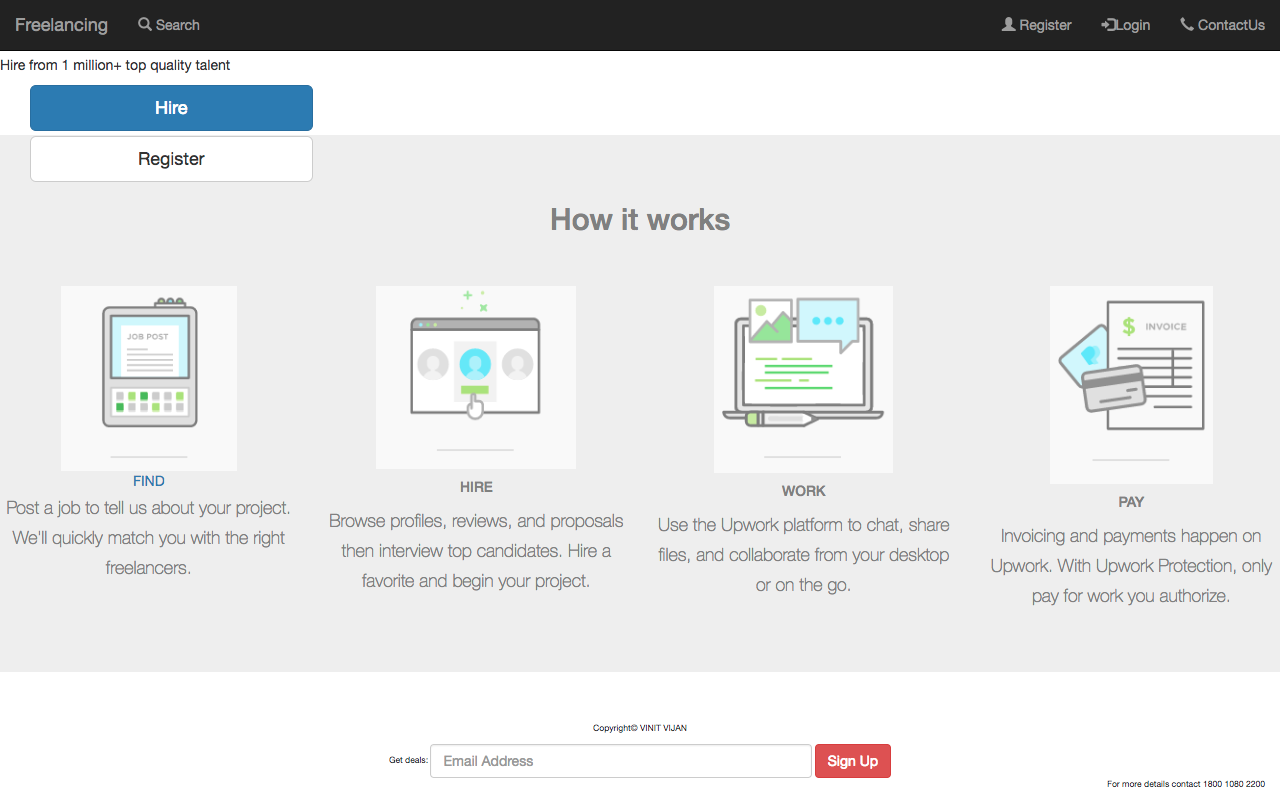 Freelancing Search Register Login ContactUs
Hire from 1 million+ top quality talent
Hire
Register
How it works
JOB POST
FIND
Post a job to tell us about your project.
We'll quickly match you with the right
freelancers.
HIRE
Browse profiles, reviews, and proposals
then interview top candidates. Hire a
favorite and begin your project.
WORK
Use the Upwork platform to chat, share
files, and collaborate from your desktop
or on the go.
$ INVOICE
PAY
Invoicing and payments happen on
Upwork. With Upwork Protection, only
pay for work you authorize.
Copyright© VINIT VIJAN
Get deals: Email Address Sign Up
For more details contact 1800 1080 2200